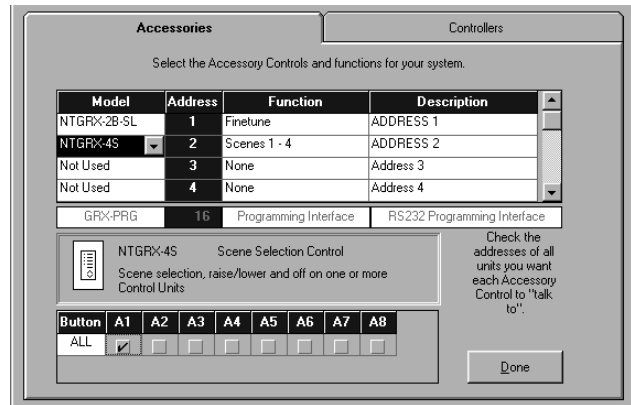 Accessories Controllers
Select the Accessory Controls and functions for your system.
Model Address Function Description
NTGRX-2B-SL 1 Finetune ADDRESS 1
NTGRX-4S 2 Scenes 1 - 4 ADDRESS 2
Not Used 3 None Address 3
Not Used 4 None Address 4
GRX-PRG 16 Programming Interface RS232 Programming Interface
NTGRX-4S Scene Selection Control
Scene selection, raise/lower and off on one or more
Control Units
Check the
addresses of all
units you want
each Accessory
Control to "talk
to".
Button A1 A2 A3 A4 A5 A6 A7 A8
ALL
Done